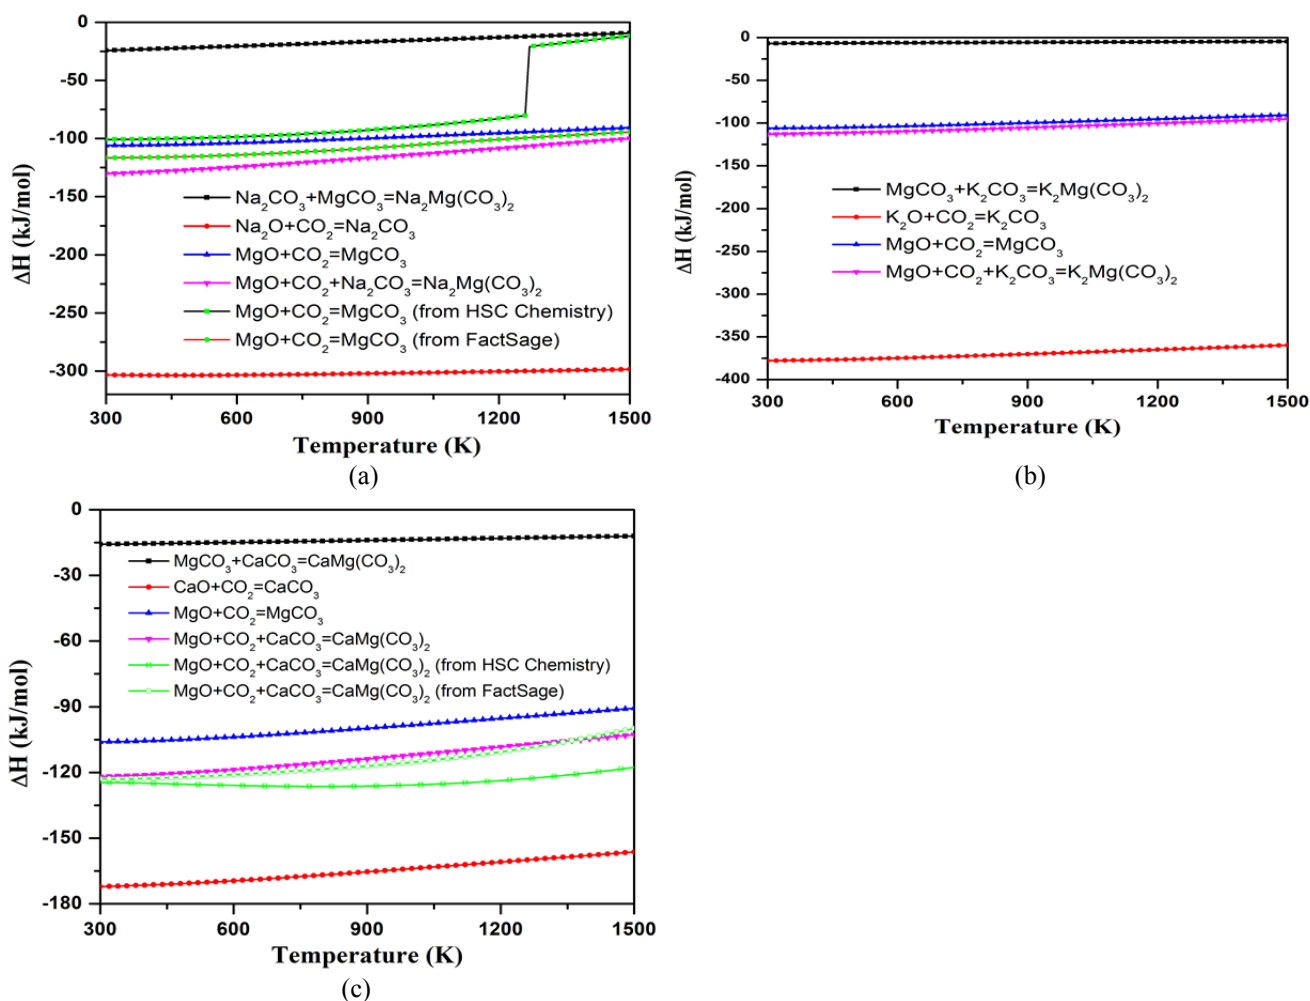 0
-50
-100
-150
-200
-250
-300
ΔH (kJ/mol)
Na₂CO₃+MgCO₃=Na₂Mg(CO₃)₂
Na₂O+CO₂=Na₂CO₃
MgO+CO₂=MgCO₃
MgO+CO₂+Na₂CO₃=Na₂Mg(CO₃)₂
MgO+CO₂=MgCO₃ (from HSC Chemistry)
MgO+CO₂=MgCO₃ (from FactSage)
300 600 900 1200 1500
Temperature (K)
(a)
0
-50
-100
-150
-200
-250
-300
-350
-400
ΔH (kJ/mol)
MgCO₃+K₂CO₃=K₂Mg(CO₃)₂
K₂O+CO₂=K₂CO₃
MgO+CO₂=MgCO₃
MgO+CO₂+K₂CO₃=K₂Mg(CO₃)₂
300 600 900 1200 1500
Temperature (K)
(b)
0
-30
-60
-90
-120
-150
-180
ΔH (kJ/mol)
MgCO₃+CaCO₃=CaMg(CO₃)₂
CaO+CO₂=CaCO₃
MgO+CO₂=MgCO₃
MgO+CO₂+CaCO₃=CaMg(CO₃)₂
MgO+CO₂+CaCO₃=CaMg(CO₃)₂ (from HSC Chemistry)
MgO+CO₂+CaCO₃=CaMg(CO₃)₂ (from FactSage)
300 600 900 1200 1500
Temperature (K)
(c)